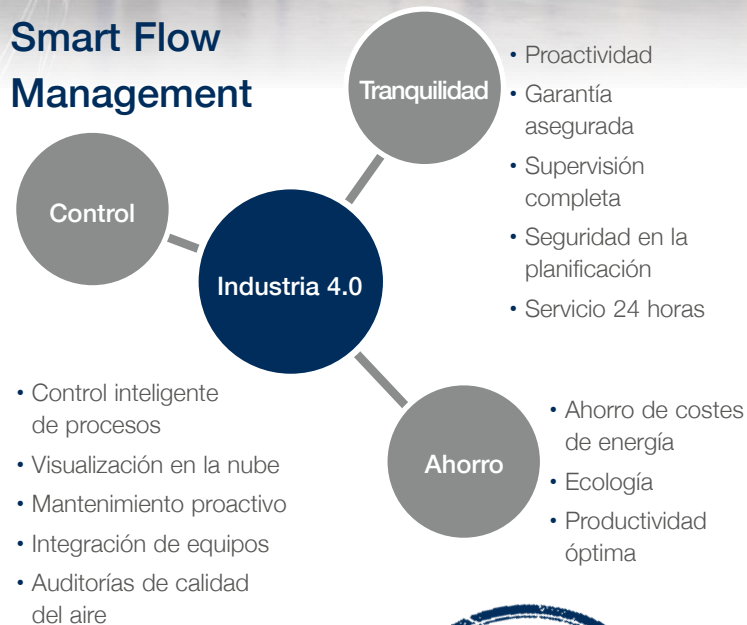 Smart Flow
Management
Tranquilidad
• Proactividad
• Garantía
asegurada
• Supervisión
completa
• Seguridad en la
planificación
• Servicio 24 horas
Control
Industria 4.0
• Control inteligente
de procesos
• Visualización en la nube
• Mantenimiento proactivo
• Integración de equipos
• Auditorías de calidad
del aire
Ahorro
• Ahorro de costes
de energía
• Ecología
• Productividad
óptima